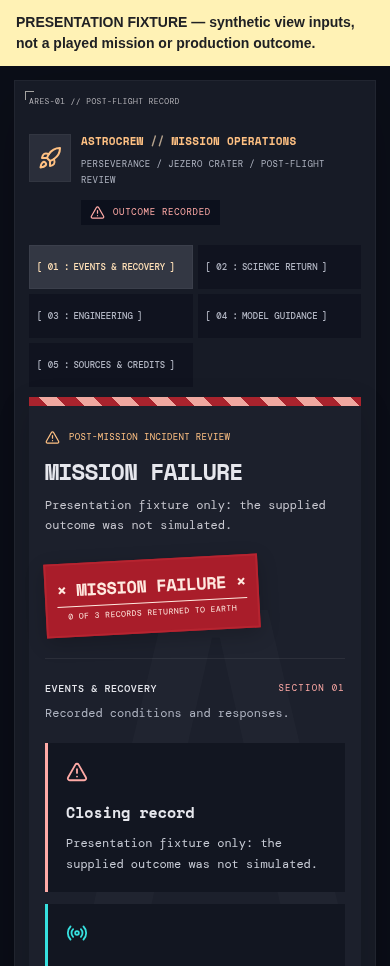 PRESENTATION FIXTURE — synthetic view inputs,
not a played mission or production outcome.
ARES-01 // POST-FLIGHT RECORD
ASTROCREW // MISSION OPERATIONS
PERSEVERANCE / JEZERO CRATER / POST-FLIGHT
REVIEW
OUTCOME RECORDED
[ 01 : EVENTS & RECOVERY ]
[ 02 : SCIENCE RETURN ]
[ 03 : ENGINEERING ]
[ 04 : MODEL GUIDANCE ]
[ 05 : SOURCES & CREDITS ]
POST-MISSION INCIDENT REVIEW
MISSION FAILURE
Presentation fixture only: the supplied
outcome was not simulated.
× MISSION FAILURE ×
0 OF 3 RECORDS RETURNED TO EARTH
EVENTS & RECOVERY
SECTION 01
Recorded conditions and responses.
Closing record
Presentation fixture only: the
supplied outcome was not simulated.